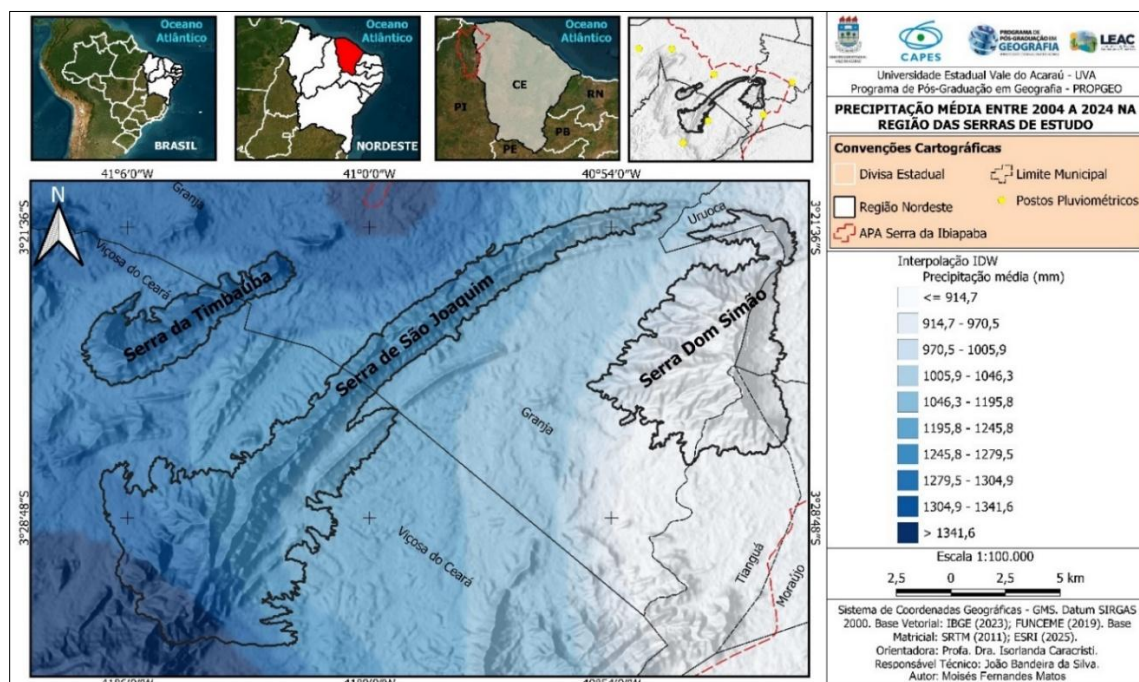 Oceano
Atlântico
BRASIL
Oceano
Atlântico
NORDESTE
Oceano
Atlântico
PI
CE
RN
PB
PE
CAPES
PROGRAMA DE
PÓS-GRADUAÇÃO EM
GEOGRAFIA
LEAC
Universidade Estadual Vale do Acaraú - UVA
Programa de Pós-Graduação em Geografia - PROPGEO
PRECIPITAÇÃO MÉDIA ENTRE 2004 A 2024 NA
REGIÃO DAS SERRAS DE ESTUDO
Convenções Cartográficas
Divisa Estadual
Limite Municipal
Região Nordeste
Postos Pluviométricos
APA Serra da Ibiapaba
Interpolação IDW
Precipitação média (mm)
<= 914,7
914,7 - 970,5
970,5 - 1005,9
1005,9 - 1046,3
1046,3 - 1195,8
1195,8 - 1245,8
1245,8 - 1279,5
1279,5 - 1304,9
1304,9 - 1341,6
> 1341,6
Escala 1:100.000
2,5 0 2,5 5 km
Sistema de Coordenadas Geográficas - GMS. Datum SIRGAS
2000. Base Vetorial: IBGE (2023); FUNCEME (2019). Base
Matricial: SRTM (2011); ESRI (2025).
Orientadora: Profa. Dra. Isorlanda Caracristi.
Responsável Técnico: João Bandeira da Silva.
Autor: Moisés Fernandes Matos
41°6'0"W 41°0'0"W 40°54'0"W
N
3°21'36"S
3°21'36"S
Granja
Viçosa do Ceará
Uruoca
Serra da Timbaúba
Serra de São Joaquim
Serra Dom Simão
Granja
3°28'48"S
3°28'48"S
Viçosa do Ceará
Tianguá
Moraújo